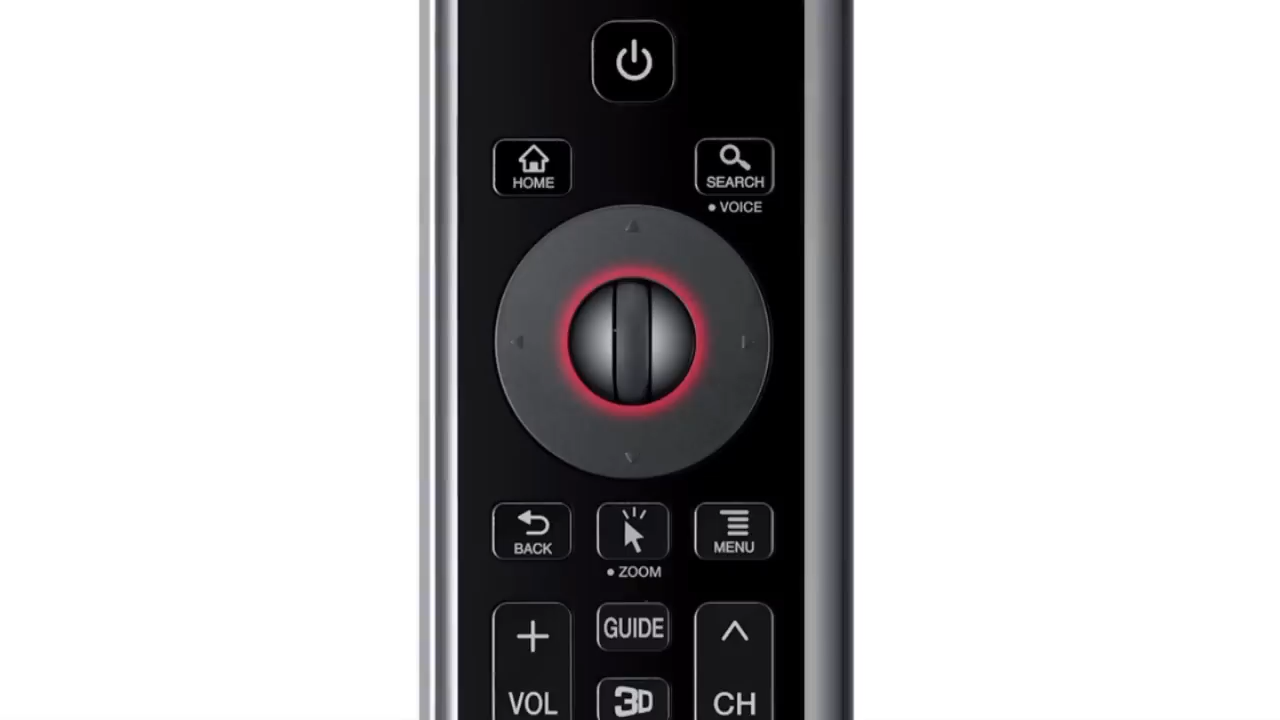 HOME
SEARCH
• VOICE
BACK
MENU
• ZOOM
GUIDE
VOL
3D
CH